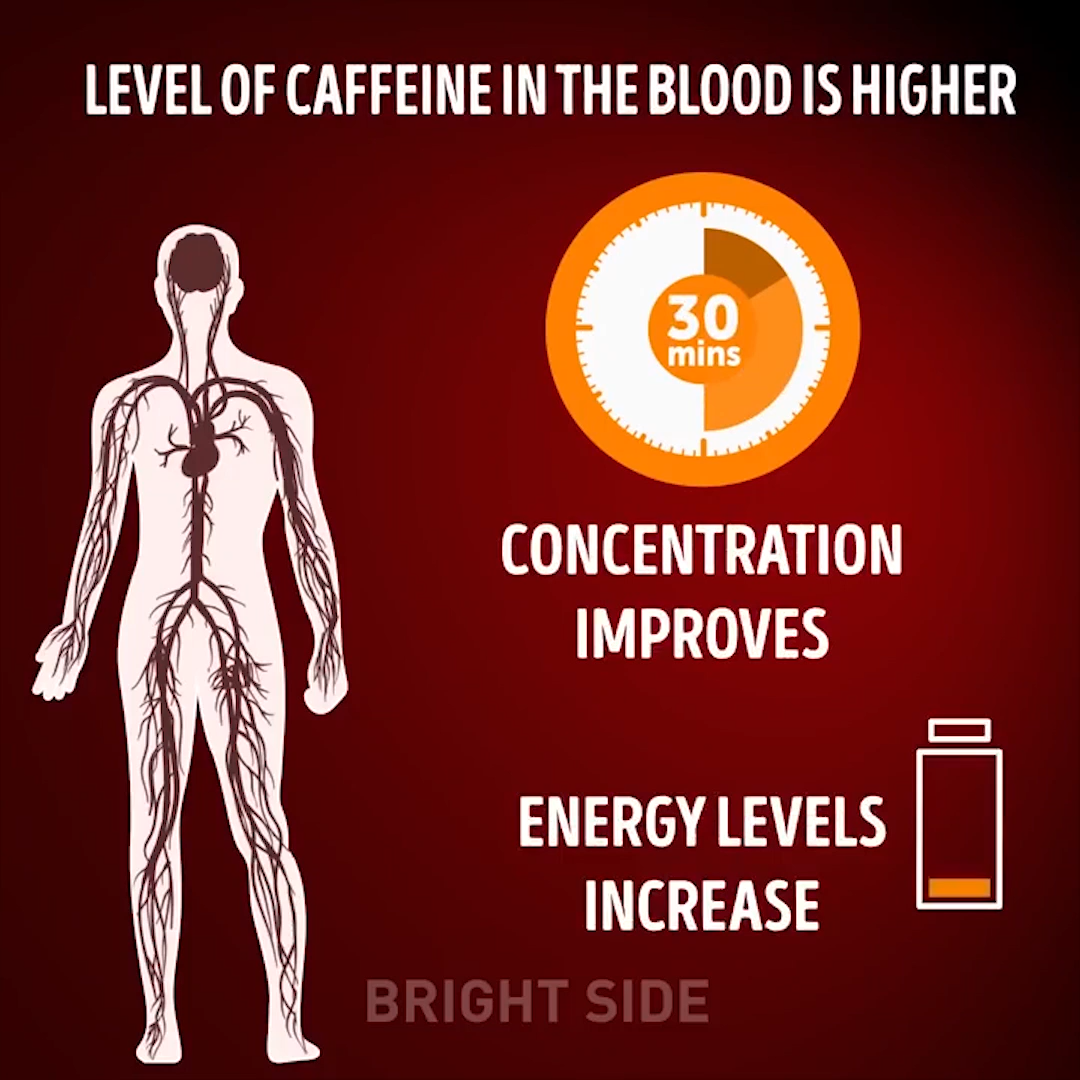 LEVEL OF CAFFEINE IN THE BLOOD IS HIGHER
30
mins
CONCENTRATION
IMPROVES
ENERGY LEVELS
INCREASE
BRIGHT SIDE